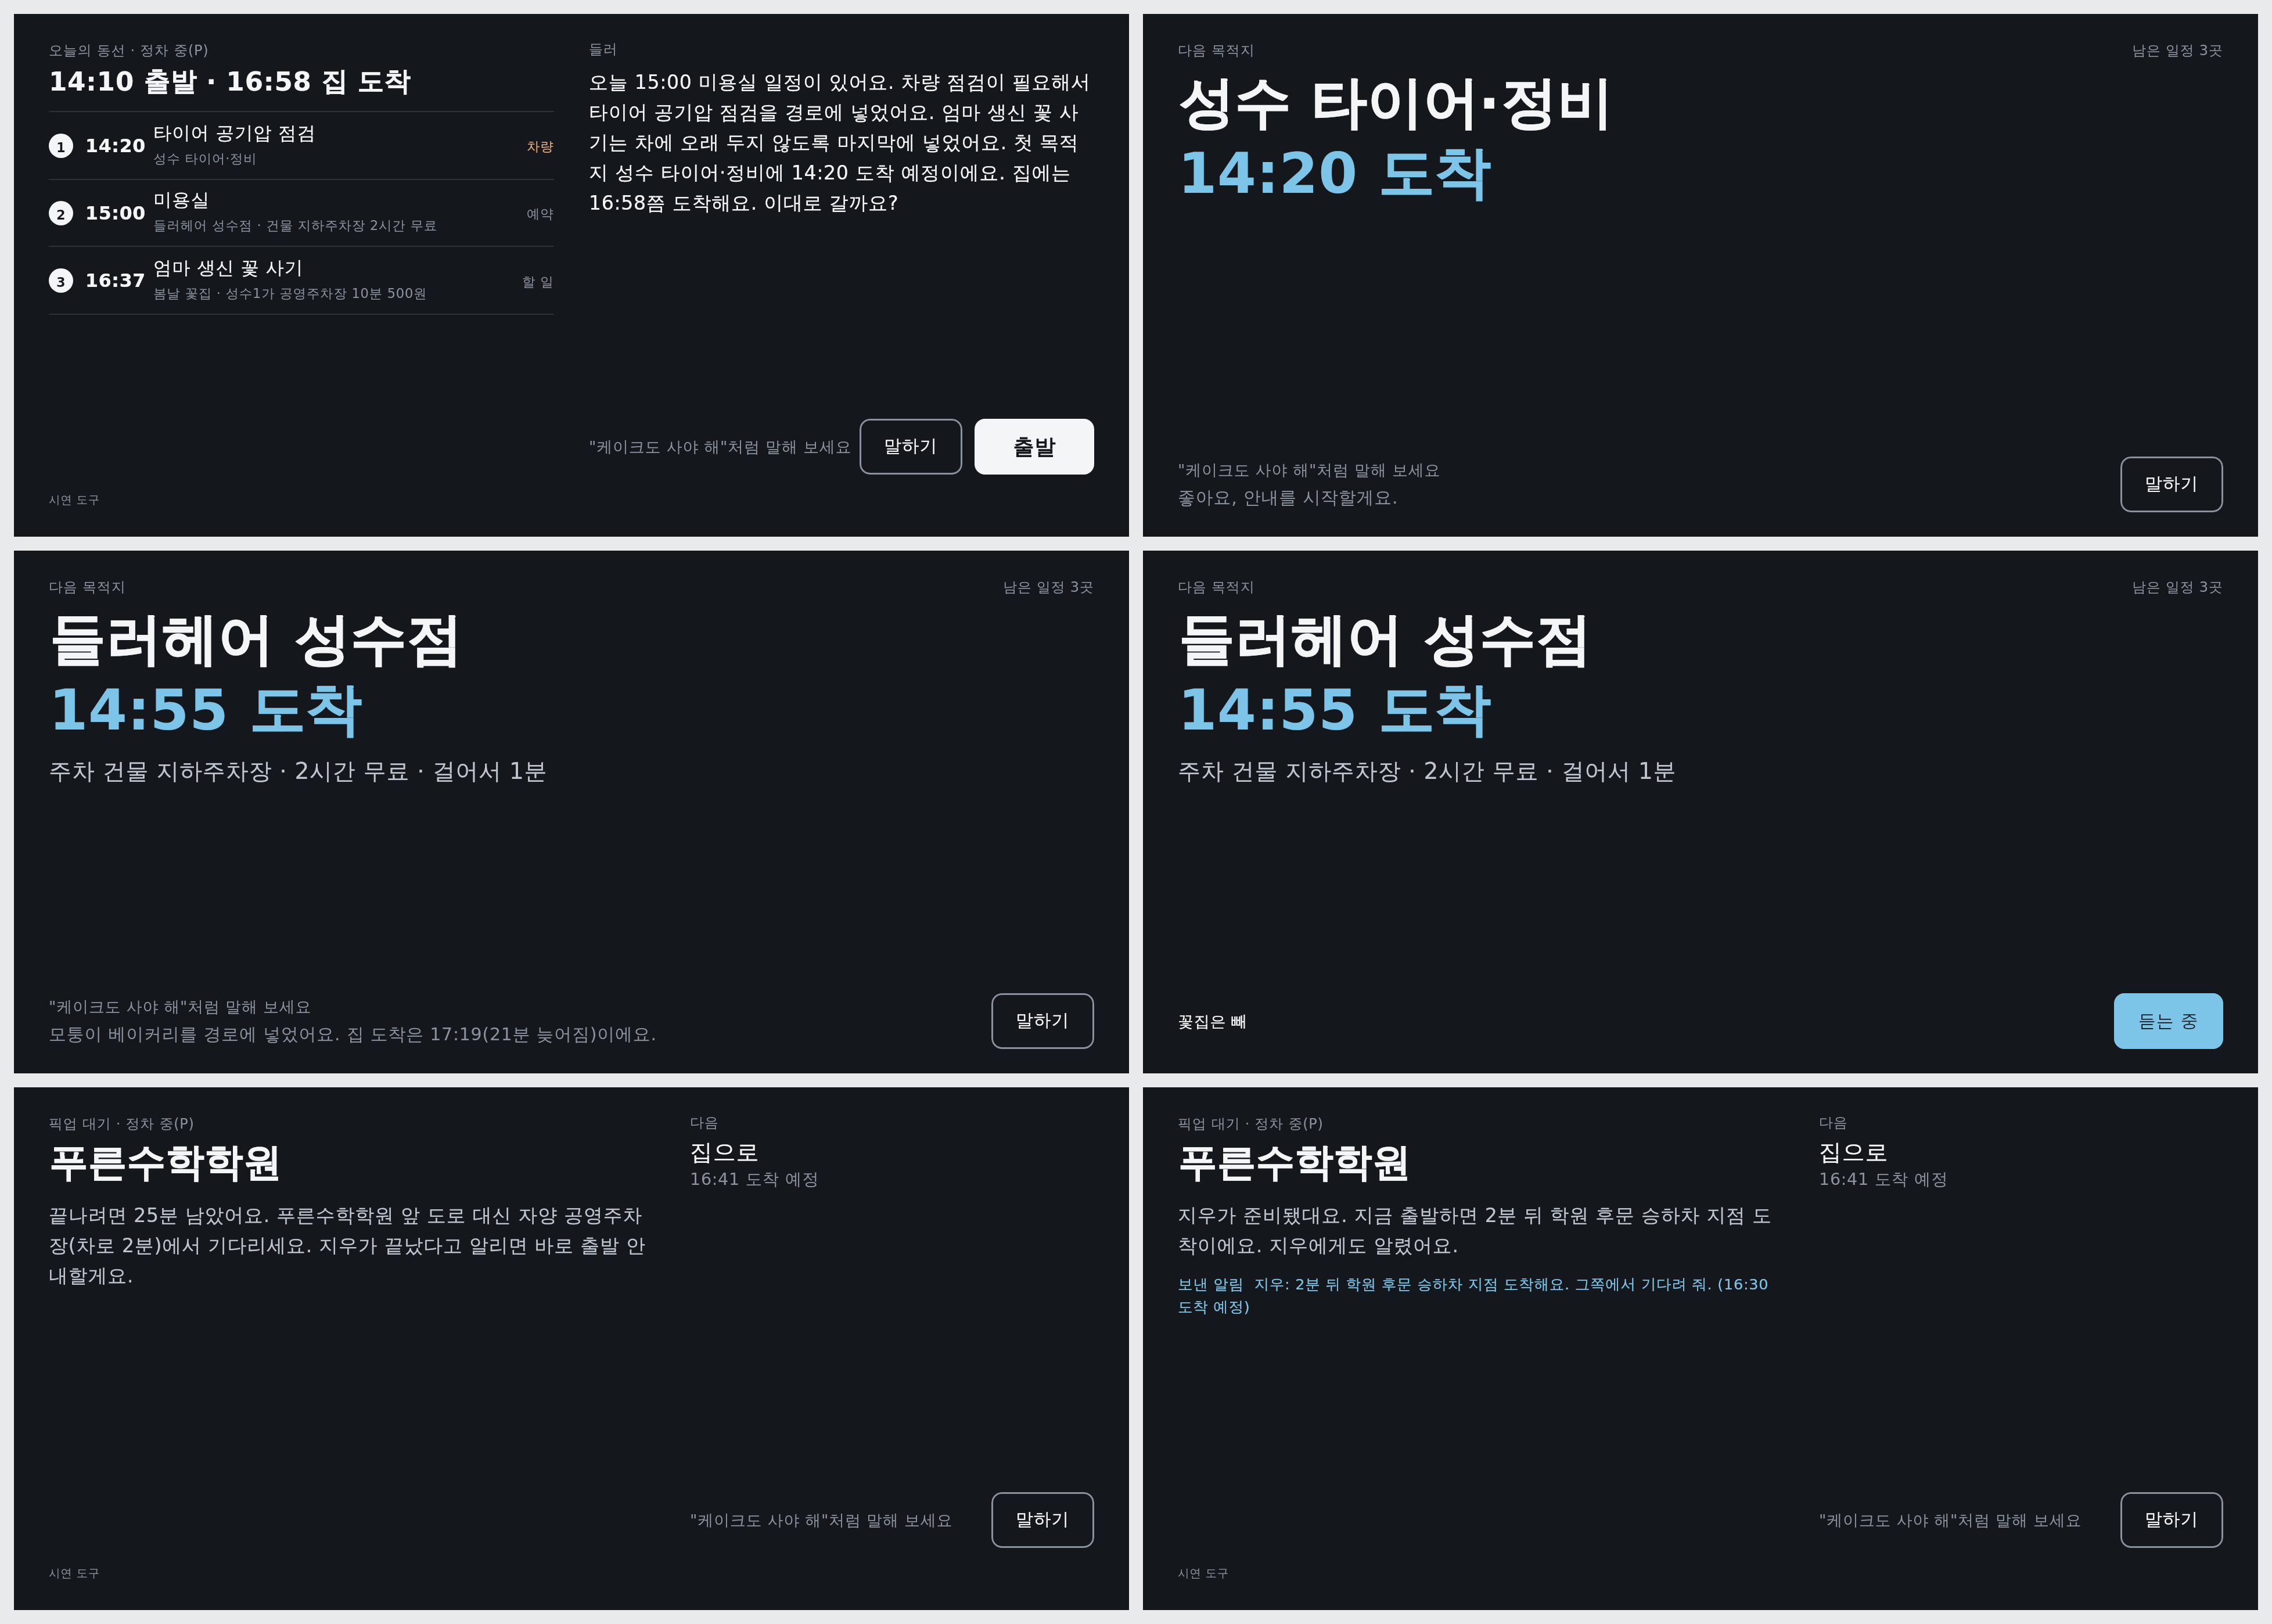 오늘의 동선 · 정차 중(P)
14:10 출발 · 16:58 집 도착
1 14:20 타이어 공기압 점검 차량
성수 타이어·정비
2 15:00 미용실 예약
들러헤어 성수점 · 건물 지하주차장 2시간 무료
3 16:37 엄마 생신 꽃 사기 할 일
봄날 꽃집 · 성수1가 공영주차장 10분 500원
들러
오늘 15:00 미용실 일정이 있어요. 차량 점검이 필요해서
타이어 공기압 점검을 경로에 넣었어요. 엄마 생신 꽃 사
기는 차에 오래 두지 않도록 마지막에 넣었어요. 첫 목적
지 성수 타이어·정비에 14:20 도착 예정이에요. 집에는
16:58쯤 도착해요. 이대로 갈까요?
"케이크도 사야 해"처럼 말해 보세요 말하기 출발
시연 도구
다음 목적지 남은 일정 3곳
성수 타이어·정비
14:20 도착
"케이크도 사야 해"처럼 말해 보세요
좋아요, 안내를 시작할게요.
말하기
다음 목적지 남은 일정 3곳
들러헤어 성수점
14:55 도착
주차 건물 지하주차장 · 2시간 무료 · 걸어서 1분
"케이크도 사야 해"처럼 말해 보세요
모퉁이 베이커리를 경로에 넣었어요. 집 도착은 17:19(21분 늦어짐)이에요.
말하기
다음 목적지 남은 일정 3곳
들러헤어 성수점
14:55 도착
주차 건물 지하주차장 · 2시간 무료 · 걸어서 1분
꽃집은 빼 듣는 중
픽업 대기 · 정차 중(P)
푸른수학학원
끝나려면 25분 남았어요. 푸른수학학원 앞 도로 대신 자양 공영주차
장(차로 2분)에서 기다리세요. 지우가 끝났다고 알리면 바로 출발 안
내할게요.
다음
집으로
16:41 도착 예정
"케이크도 사야 해"처럼 말해 보세요 말하기
시연 도구
픽업 대기 · 정차 중(P)
푸른수학학원
지우가 준비됐대요. 지금 출발하면 2분 뒤 학원 후문 승하차 지점 도
착이에요. 지우에게도 알렸어요.
보낸 알림 지우: 2분 뒤 학원 후문 승하차 지점 도착해요. 그쪽에서 기다려 줘. (16:30
도착 예정)
다음
집으로
16:41 도착 예정
"케이크도 사야 해"처럼 말해 보세요 말하기
시연 도구